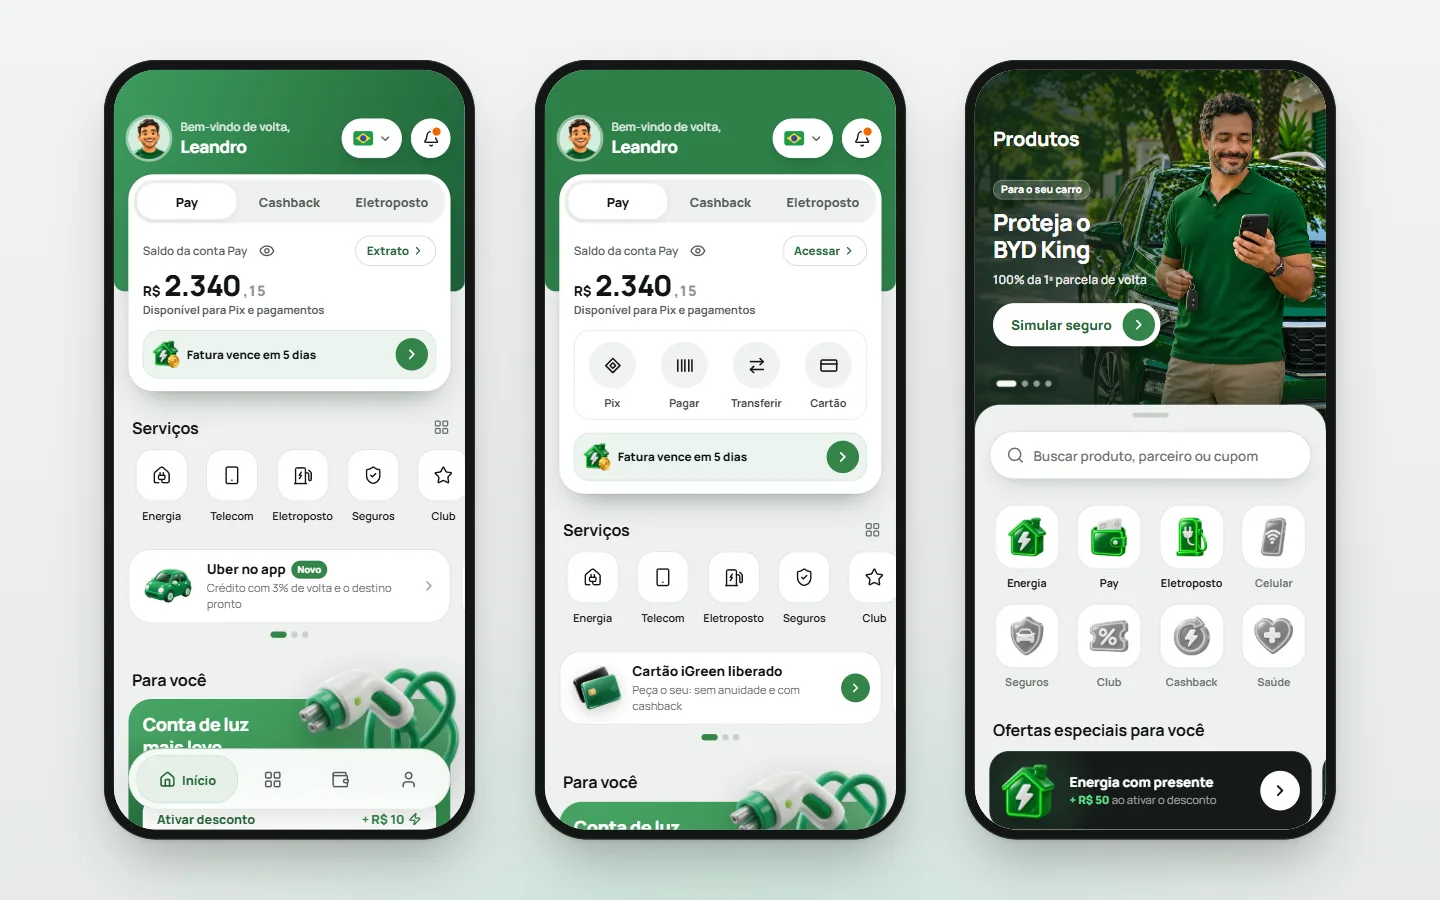 Bem-vindo de volta,
Leandro
Pay
Cashback
Eletroposto
Saldo da conta Pay
Extrato
R$ 2.340,15
Disponível para Pix e pagamentos
Fatura vence em 5 dias
Serviços
Energia
Telecom
Eletroposto
Seguros
Club
Uber no app
Novo
Crédito com 3% de volta e o destino
pronto
Para você
Conta de luz
mais leve
Início
Ativar desconto
+ R$ 10
Bem-vindo de volta,
Leandro
Pay
Cashback
Eletroposto
Saldo da conta Pay
Acessar
R$ 2.340,15
Disponível para Pix e pagamentos
Pix
Pagar
Transferir
Cartão
Fatura vence em 5 dias
Serviços
Energia
Telecom
Eletroposto
Seguros
Club
Cartão iGreen liberado
Peça o seu: sem anuidade e com
cashback
Para você
Conta de luz
Produtos
Para o seu carro
Proteja o
BYD King
100% da 1ª parcela de volta
Simular seguro
Buscar produto, parceiro ou cupom
Energia
Pay
Eletroposto
Celular
Seguros
Club
Cashback
Saúde
Ofertas especiais para você
Energia com presente
+ R$ 50 ao ativar o desconto